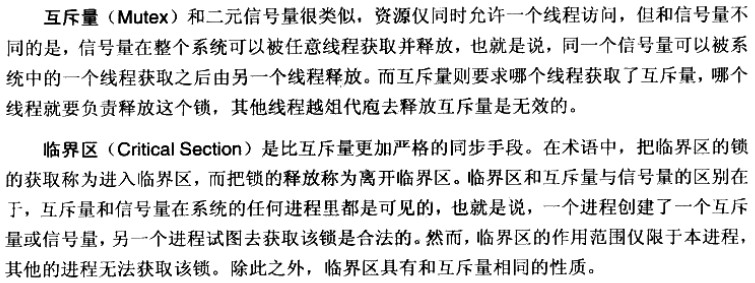 互斥量（Mutex）和二元信号量很类似，资源仅同时允许一个线程访问，但和信号量不
同的是，信号量在整个系统可以被任意线程获取并释放，也就是说，同一个信号量可以被系
统中的一个线程获取之后由另一个线程释放。而互斥量则要求哪个线程获取了互斥量，哪个
线程就要负责释放这个锁，其他线程越俎代庖去释放互斥量是无效的。
临界区（Critical Section）是比互斥量更加严格的同步手段。在术语中，把临界区的锁
的获取称为进入临界区，而把锁的释放称为离开临界区。临界区和互斥量与信号量的区别在
于，互斥量和信号量在系统的任何进程里都是可见的，也就是说，一个进程创建了一个互斥
量或信号量，另一个进程试图去获取该锁是合法的。然而，临界区的作用范围仅限于本进程，
其他的进程无法获取该锁。除此之外，临界区具有和互斥量相同的性质。